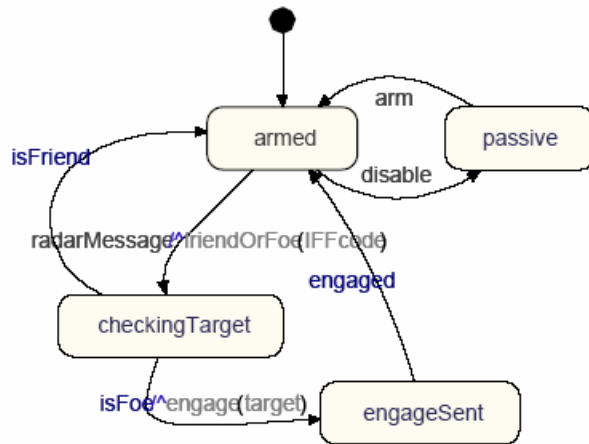 arm
armed
passive
isFriend
disable
radarMessage/^friendOrFoe(IFFcode)
engaged
checkingTarget
isFoe/^engage(target)
engageSent